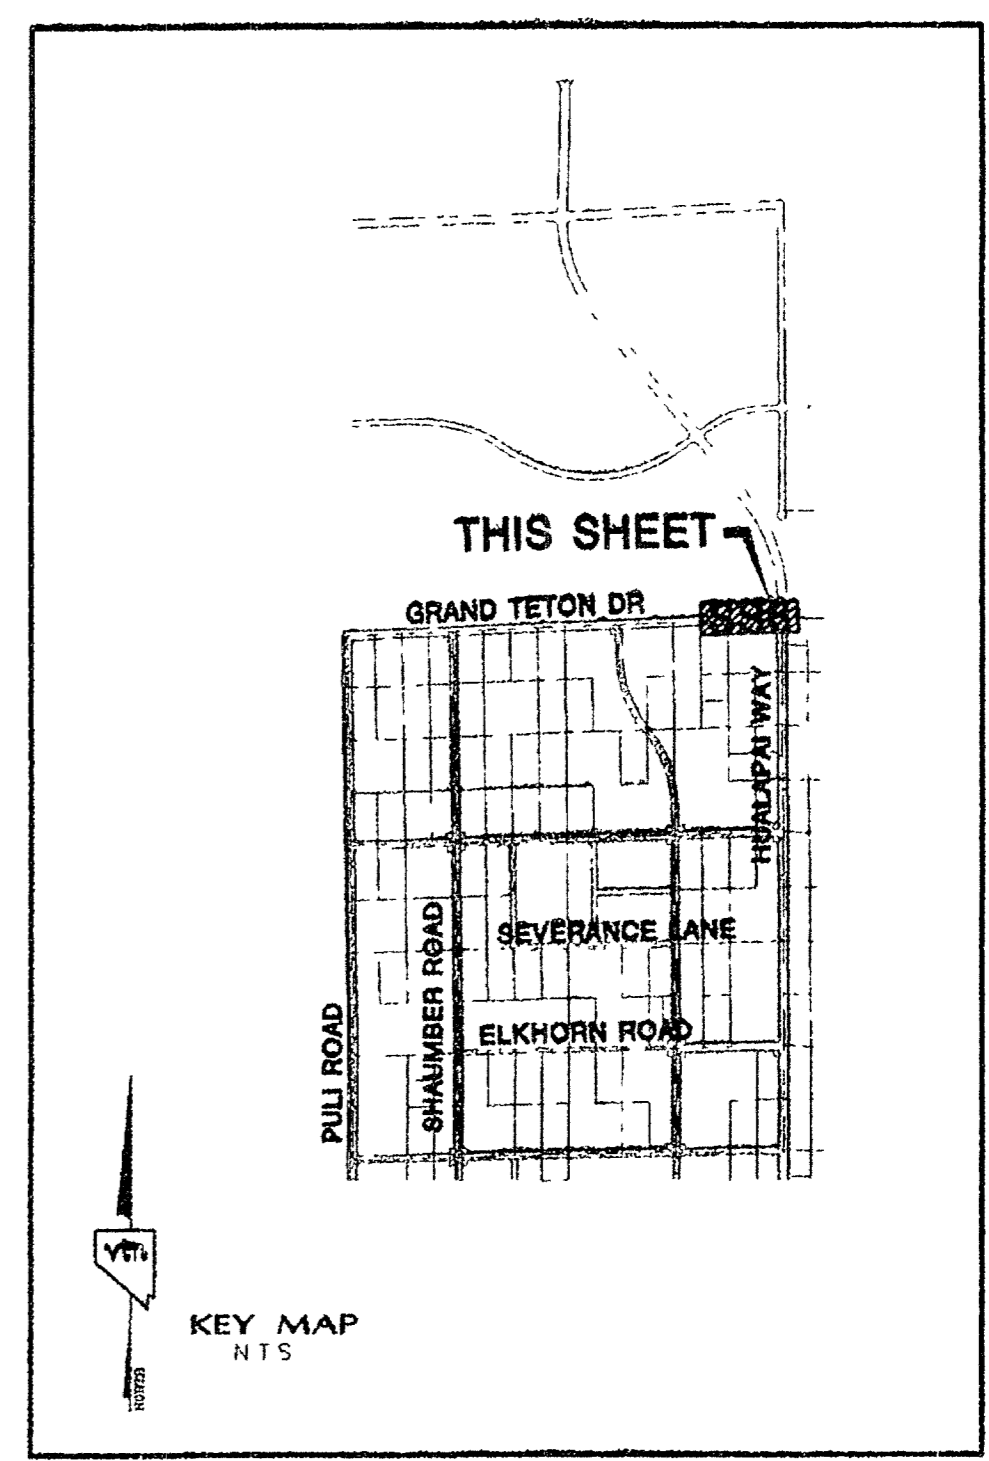 THIS SHEET
GRAND TETON DR
HUALAPAI WAY
SEVERANCE LANE
SHAUMBER ROAD
ELKHORN ROAD
PULI ROAD
KEY MAP
NTS